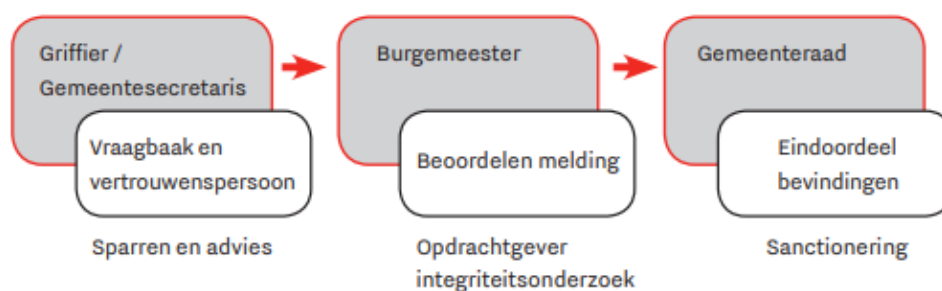 Griffier /
Gemeentesecretaris
Vraagbaak en
vertrouwenspersoon
Sparren en advies
Burgemeester
Beoordelen melding
Opdrachtgever
integriteitsonderzoek
Gemeenteraad
Eindoordeel
bevindingen
Sanctionering